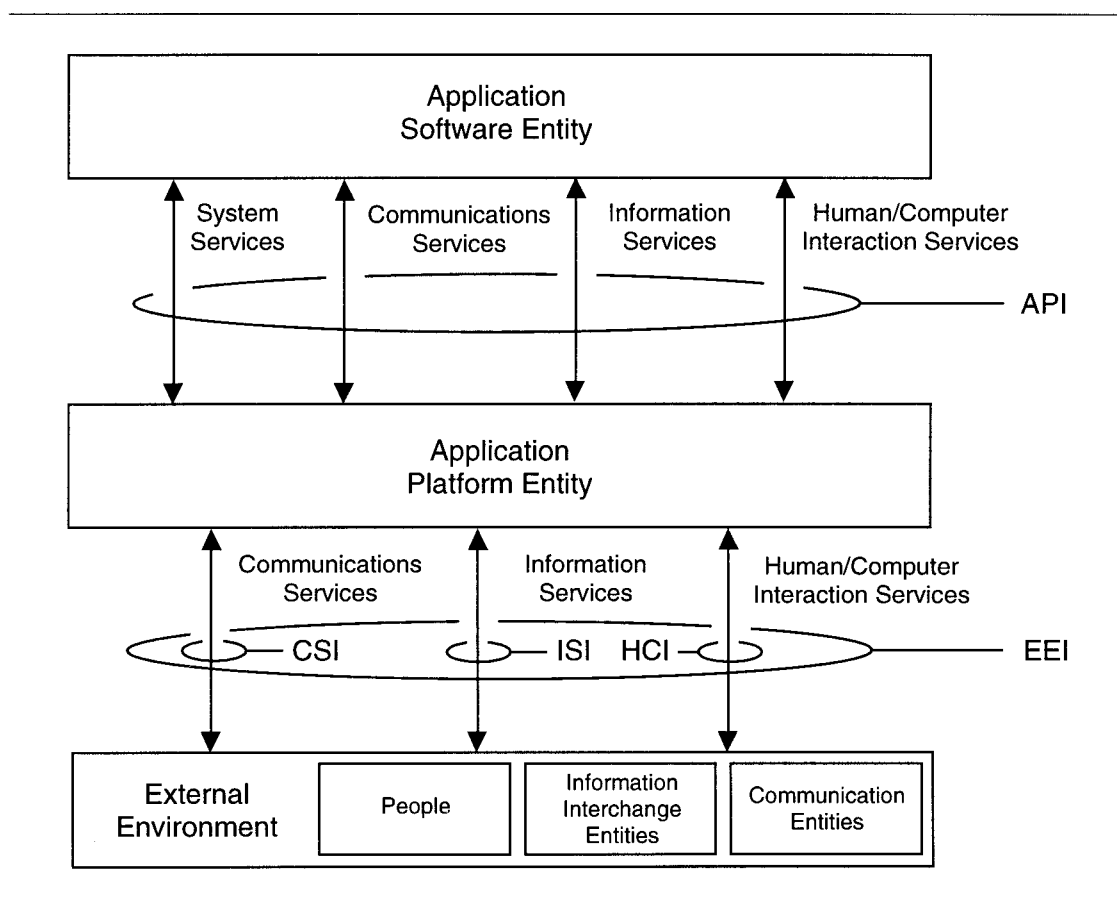 Application
Software Entity
System
Services
Communications
Services
Information
Services
Human/Computer
Interaction Services
API
Application
Platform Entity
Communications
Services
Information
Services
Human/Computer
Interaction Services
CSI
ISI
HCI
EEI
External
Environment
People
Information
Interchange
Entities
Communication
Entities